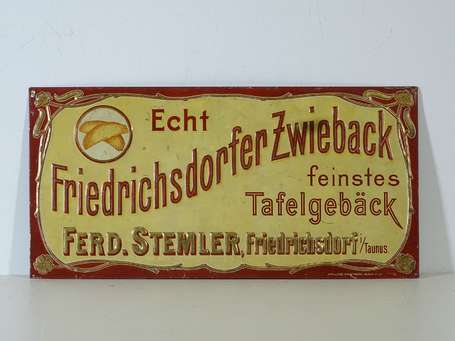 Echt
Friedrichsdorfer Zwieback
feinstes
Tafelgebäck
FERD. STEMLER, Friedrichsdorf i/Taunus.